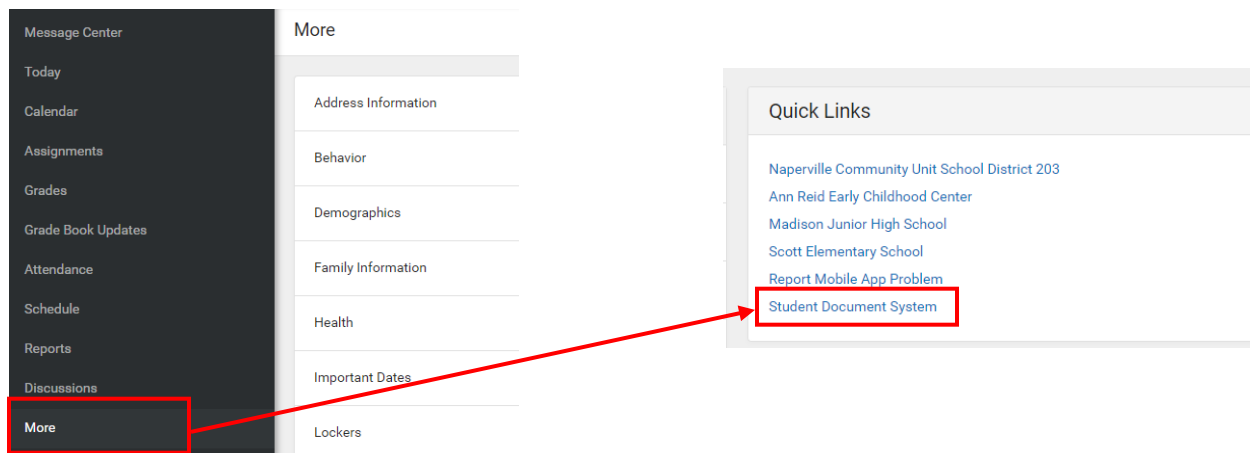 Message Center
Today
Calendar
Assignments
Grades
Grade Book Updates
Attendance
Schedule
Reports
Discussions
More
More
Address Information
Behavior
Demographics
Family Information
Health
Important Dates
Lockers
Quick Links
Naperville Community Unit School District 203
Ann Reid Early Childhood Center
Madison Junior High School
Scott Elementary School
Report Mobile App Problem
Student Document System